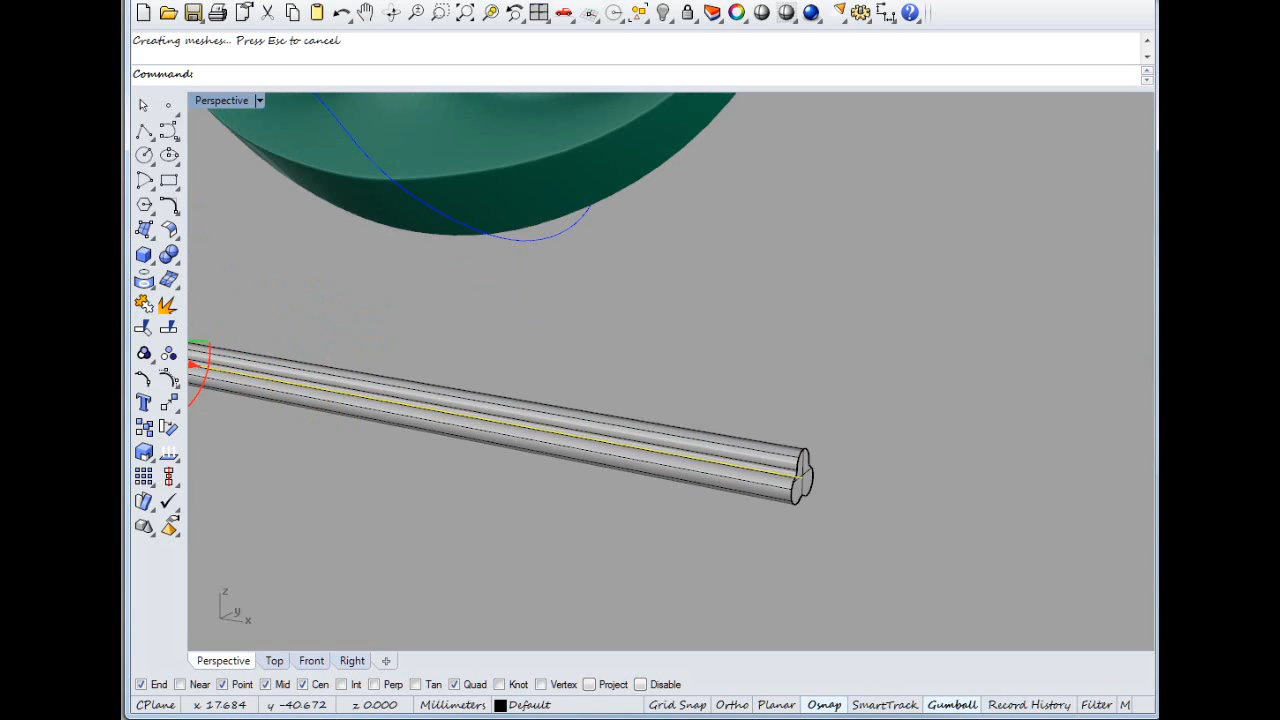 Creating meshes... Press Esc to cancel
Command:
Perspective
z
y
x
Perspective Top Front Right
End Near Point Mid Cen Int Perp Tan Quad Knot Vertex Project Disable
CPlane x 17.684 y -40.672 z 0.000 Millimeters Default Grid Snap Ortho Planar Osnap SmartTrack Gumball Record History Filter M